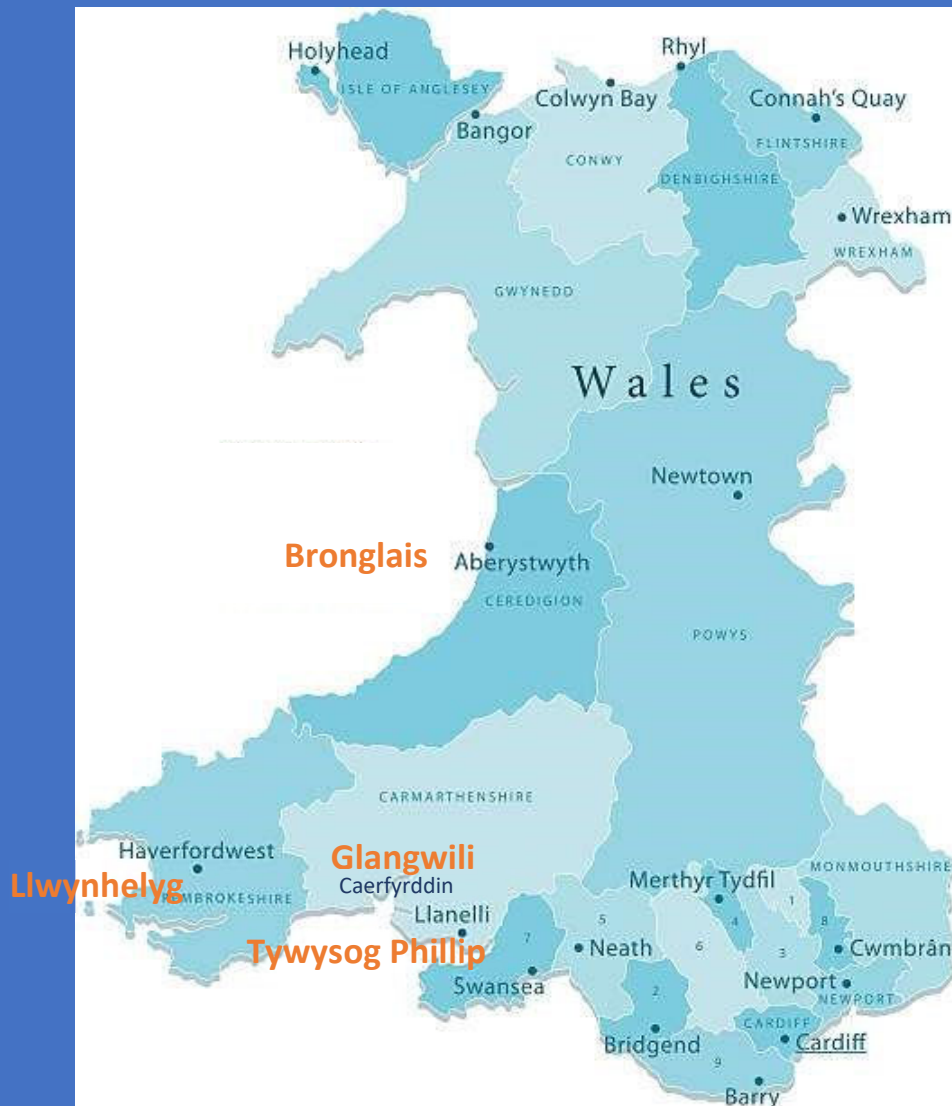 Holyhead
Rhyl
ISLE OF ANGLESEY
Colwyn Bay
Connah's Quay
Bangor
FLINTSHIRE
CONWY
DENBIGHSHIRE
Wrexham
WREXHAM
GWYNEDD
Wales
Newtown
Bronglais
Aberystwyth
CEREDIGION
POWYS
CARMARTHENSHIRE
Haverfordwest
Glangwili
MONMOUTHSHIRE
Llwynhelyg
Caerfyrddin
Merthyr Tydfil
PEMBROKESHIRE
1
Llanelli
5
4
8
7
Neath
6
3
Cwmbrân
Tywysog Phillip
Swansea
2
Newport
NEWPORT
CARDIFF
Bridgend
Cardiff
9
Barry